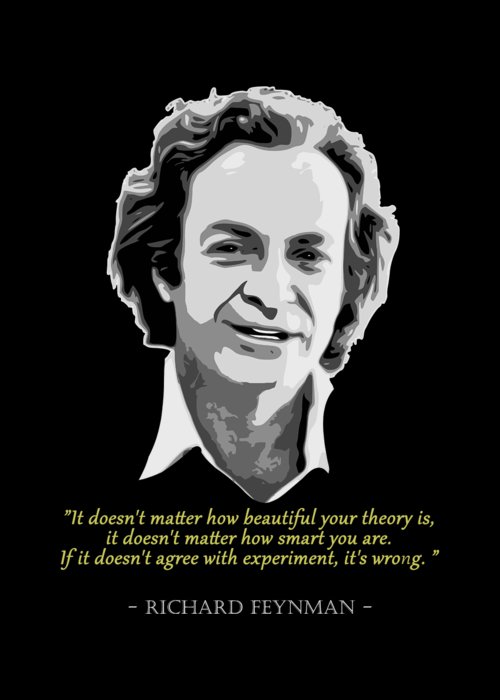 ”It doesn't matter how beautiful your theory is,
it doesn't matter how smart you are.
If it doesn't agree with experiment, it's wrong. ”
- RICHARD FEYNMAN -